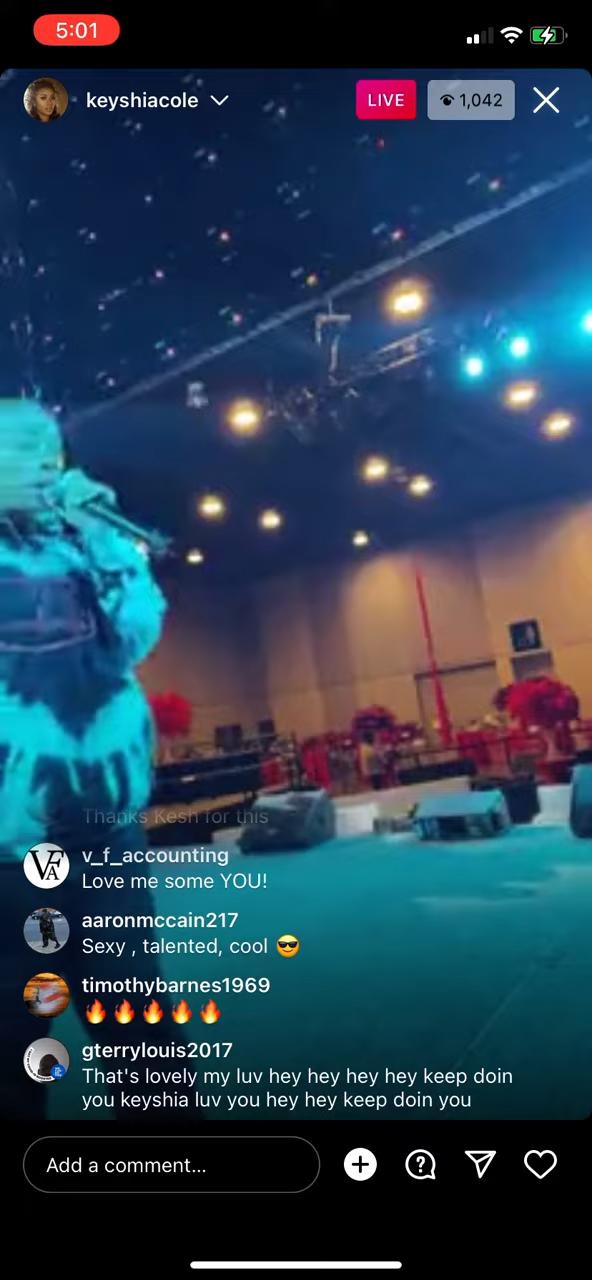 5:01
keyshiacole
LIVE
1,042
Thanks Kesh for this
v_f_accounting
Love me some YOU!
aaronmccain217
Sexy , talented, cool 😎
timothybarnes1969
🔥🔥🔥🔥🔥
gterrylouis2017
That's lovely my luv hey hey hey hey keep doin
you keyshia luv you hey hey keep doin you
Add a comment...